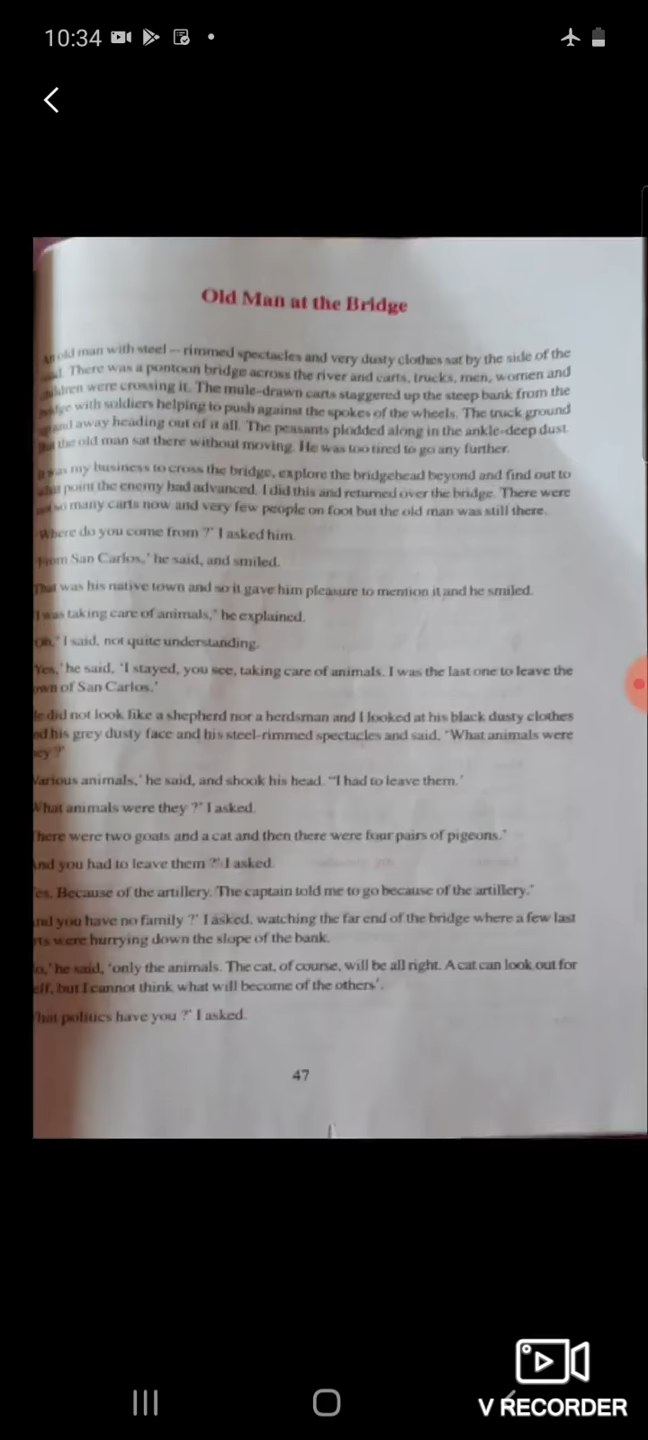 10:34
Old Man at the Bridge
old man with steel – rimmed spectacles and very dusty clothes sat by the side of the
There was a pontoon bridge across the river and carts, trucks, men, women and
were crossing it. The mule-drawn carts staggered up the steep bank from the
with soldiers helping to push against the spokes of the wheels. The truck ground
and away heading out of it all. The peasants plodded along in the ankle-deep dust
the old man sat there without moving. He was too tired to go any further.
was my business to cross the bridge, explore the bridgehead beyond and find out to
point the enemy had advanced. I did this and returned over the bridge. There were
so many carts now and very few people on foot but the old man was still there.
Where do you come from ?' I asked him.
From San Carlos,' he said, and smiled.
That was his native town and so it gave him pleasure to mention it and he smiled.
I was taking care of animals,' he explained.
Oh,' I said, not quite understanding.
Yes,' he said, 'I stayed, you see, taking care of animals. I was the last one to leave the
own of San Carlos.'
le did not look like a shepherd nor a herdsman and I looked at his black dusty clothes
nd his grey dusty face and his steel-rimmed spectacles and said, 'What animals were
ey ?'
Various animals,' he said, and shook his head. "I had to leave them.'
What animals were they ?' I asked.
here were two goats and a cat and then there were four pairs of pigeons.'
And you had to leave them ?' I asked.
es. Because of the artillery. The captain told me to go because of the artillery.'
nd you have no family ?' I asked, watching the far end of the bridge where a few last
rts were hurrying down the slope of the bank.
o,' he said, 'only the animals. The cat, of course, will be all right. A cat can look out for
elf, but I cannot think what will become of the others'.
hat politics have you ?' I asked.
47
V RECORDER